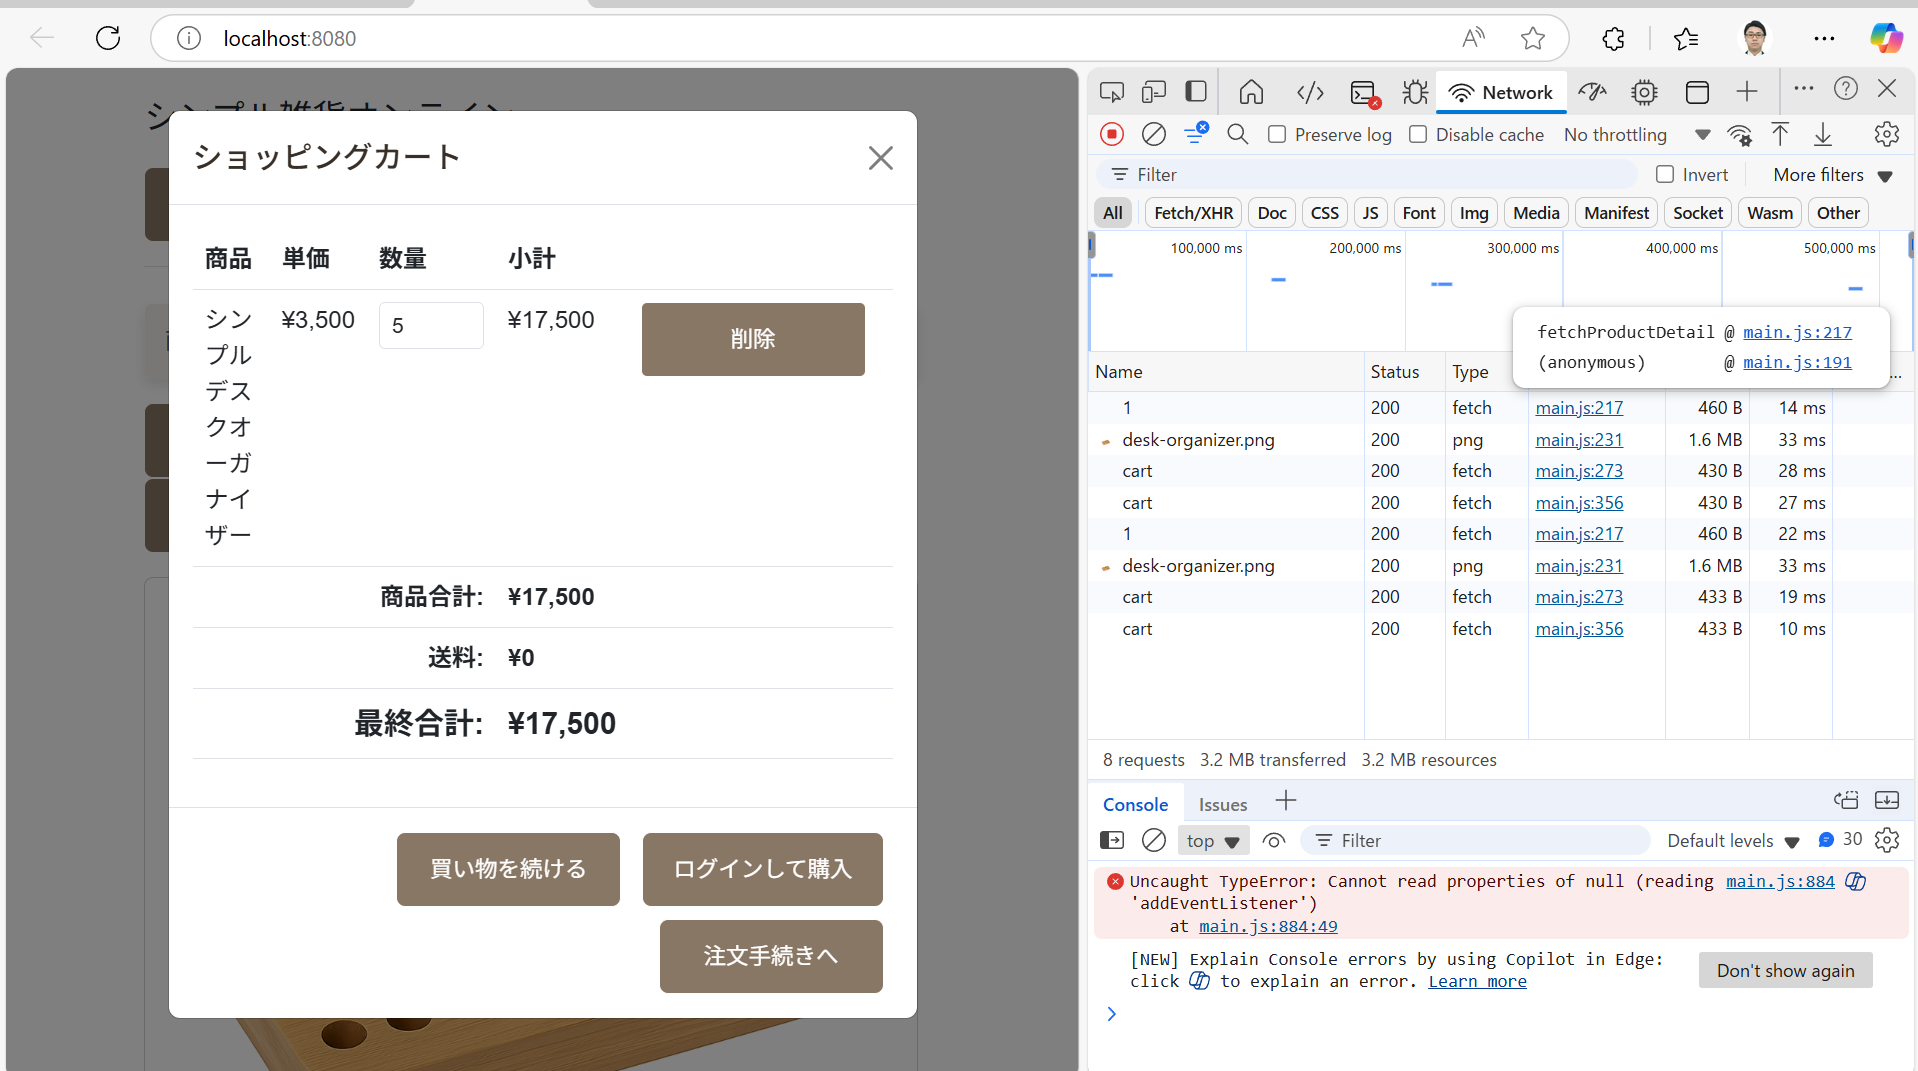 localhost:8080
シンプル雑貨オンライン
ショッピングカート
商品 単価 数量 小計
シン
プル
デス
クオ
ーガ
ナイ
ザー
¥3,500
5
¥17,500
削除
商品合計: ¥17,500
送料: ¥0
最終合計: ¥17,500
買い物を続ける
ログインして購入
注文手続きへ
Network
Preserve log
Disable cache
No throttling
Filter
Invert
More filters
All Fetch/XHR Doc CSS JS Font Img Media Manifest Socket Wasm Other
100,000 ms 200,000 ms 300,000 ms 400,000 ms 500,000 ms
fetchProductDetail @ main.js:217
(anonymous) @ main.js:191
Name Status Type ...
1 200 fetch main.js:217 460 B 14 ms
desk-organizer.png 200 png main.js:231 1.6 MB 33 ms
cart 200 fetch main.js:273 430 B 28 ms
cart 200 fetch main.js:356 430 B 27 ms
1 200 fetch main.js:217 460 B 22 ms
desk-organizer.png 200 png main.js:231 1.6 MB 33 ms
cart 200 fetch main.js:273 433 B 19 ms
cart 200 fetch main.js:356 433 B 10 ms
8 requests 3.2 MB transferred 3.2 MB resources
Console Issues
top
Filter
Default levels
30
Uncaught TypeError: Cannot read properties of null (reading main.js:884
'addEventListener')
at main.js:884:49
[NEW] Explain Console errors by using Copilot in Edge:
click to explain an error. Learn more
Don't show again